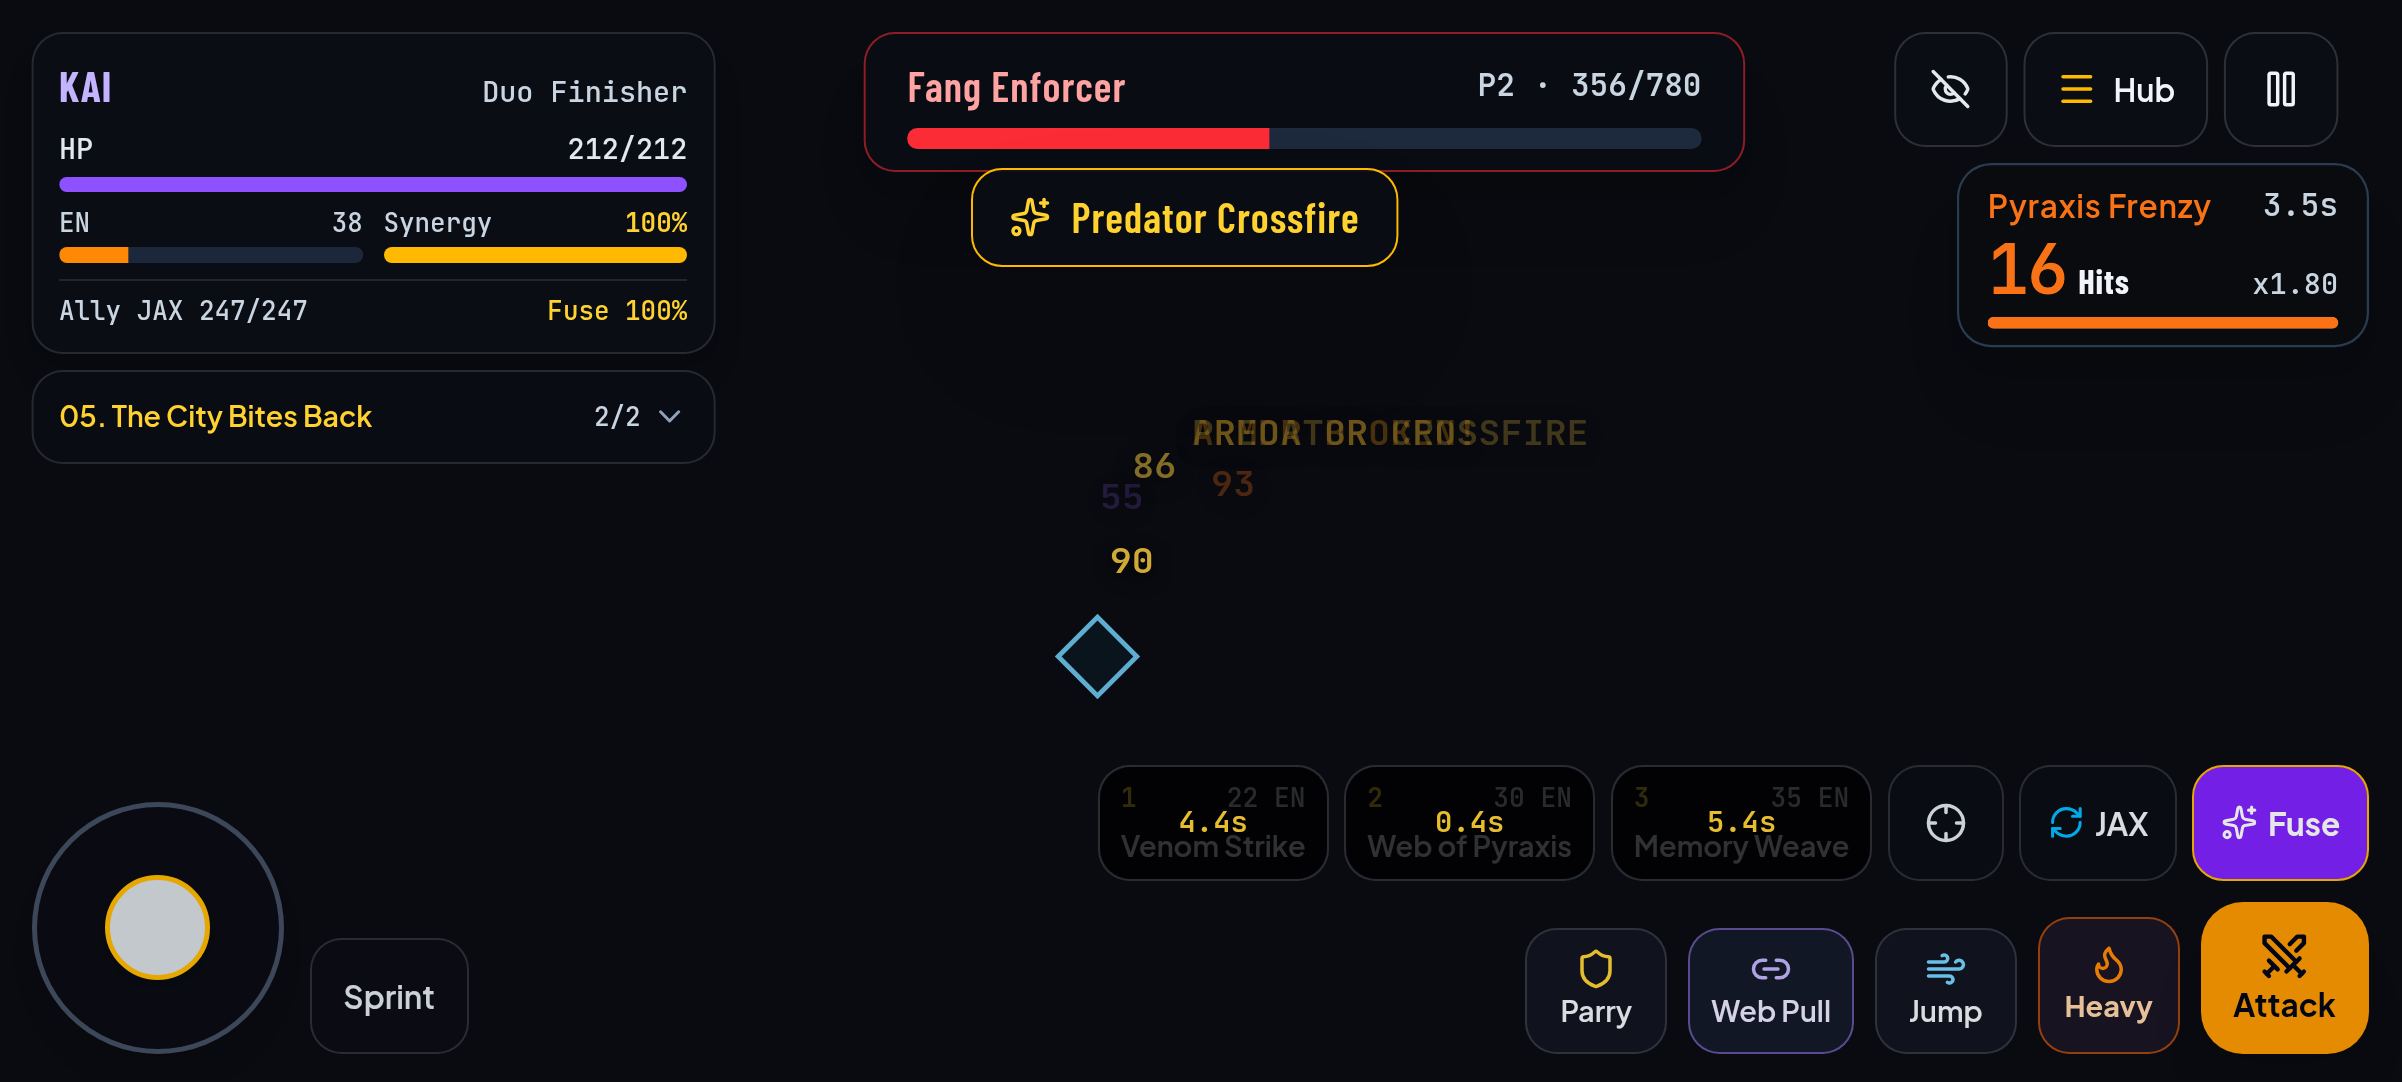 KAI
Duo Finisher
HP 212/212
EN 38 Synergy 100%
Ally JAX 247/247 Fuse 100%
05. The City Bites Back 2/2
Fang Enforcer P2 · 356/780
Predator Crossfire
Hub
Pyraxis Frenzy 3.5s
16 Hits x1.80
86
55
93
90
1 22 EN
4.4s
Venom Strike
2 30 EN
0.4s
Web of Pyraxis
3 35 EN
5.4s
Memory Weave
JAX
Fuse
Sprint
Parry
Web Pull
Jump
Heavy
Attack